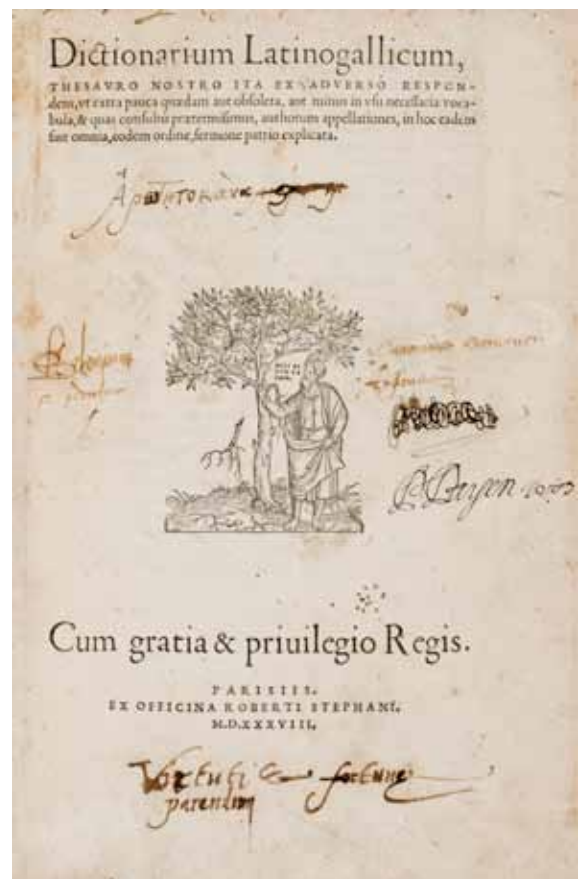 Dictionarium Latinogallicum,
THESAVRO NOSTRO ITA EX ADVERSO RESPON-
dens, vt extra pauca quædam aut obsoleta, aut minus in vsu necessaria voca-
bula, & quas consulto prætermisimus, authorum appellationes, in hoc eadem
sint omnia, eodem ordine, sermone patrio explicata.
Cum gratia & priuilegio Regis.
PARISIIS.
EX OFFICINA ROBERTI STEPHANI.
M.D.XXXVIII.
Virtuti & fortune
parendum